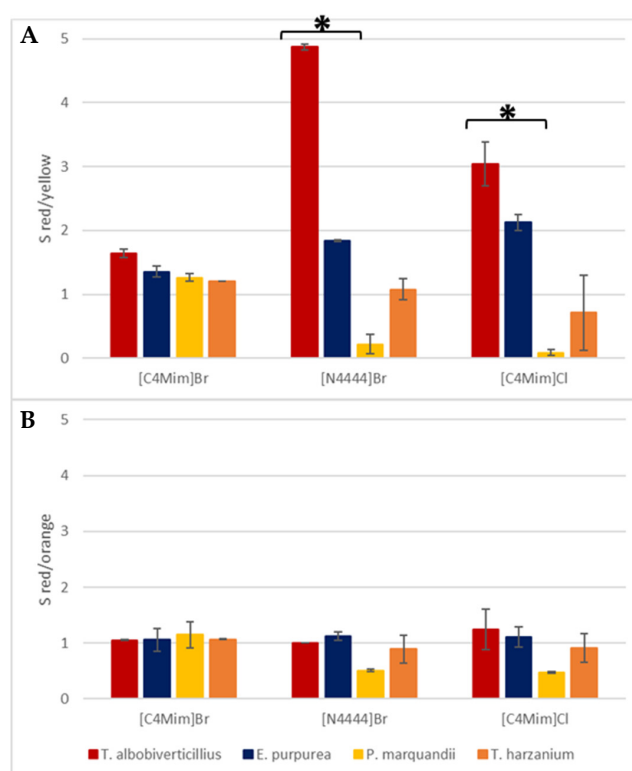 A
5
4
3
2
1
0
S red/yellow
*
*
[C4Mim]Br [N4444]Br [C4Mim]Cl
B
5
4
3
2
1
0
S red/orange
[C4Mim]Br [N4444]Br [C4Mim]Cl
T. albobiverticillius E. purpurea P. marquandii T. harzanium